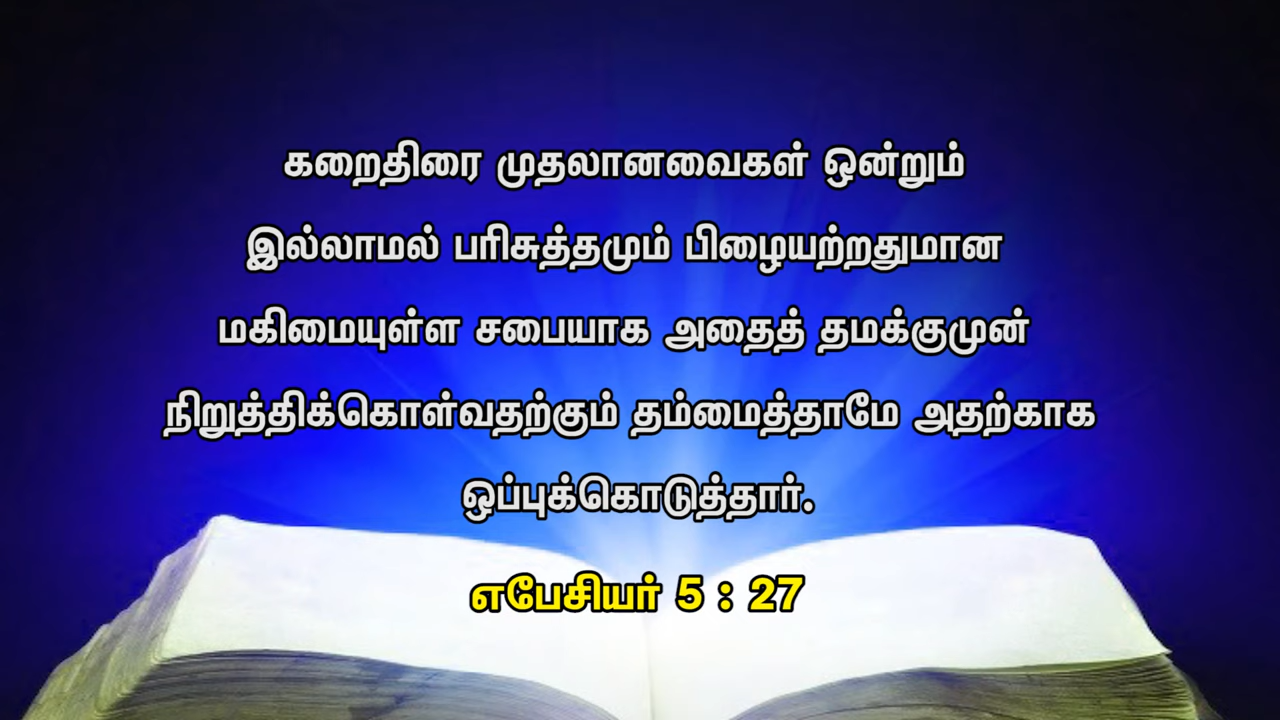 கறைதிரை முதலானவைகள் ஒன்றும்
இல்லாமல் பரிசுத்தமும் பிழையற்றதுமான
மகிமையுள்ள சபையாக அதைத் தமக்குமுன்
நிறுத்திக்கொள்வதற்கும் தம்மைத்தாமே அதற்காக
ஒப்புக்கொடுத்தார்.
எபேசியர் 5 : 27